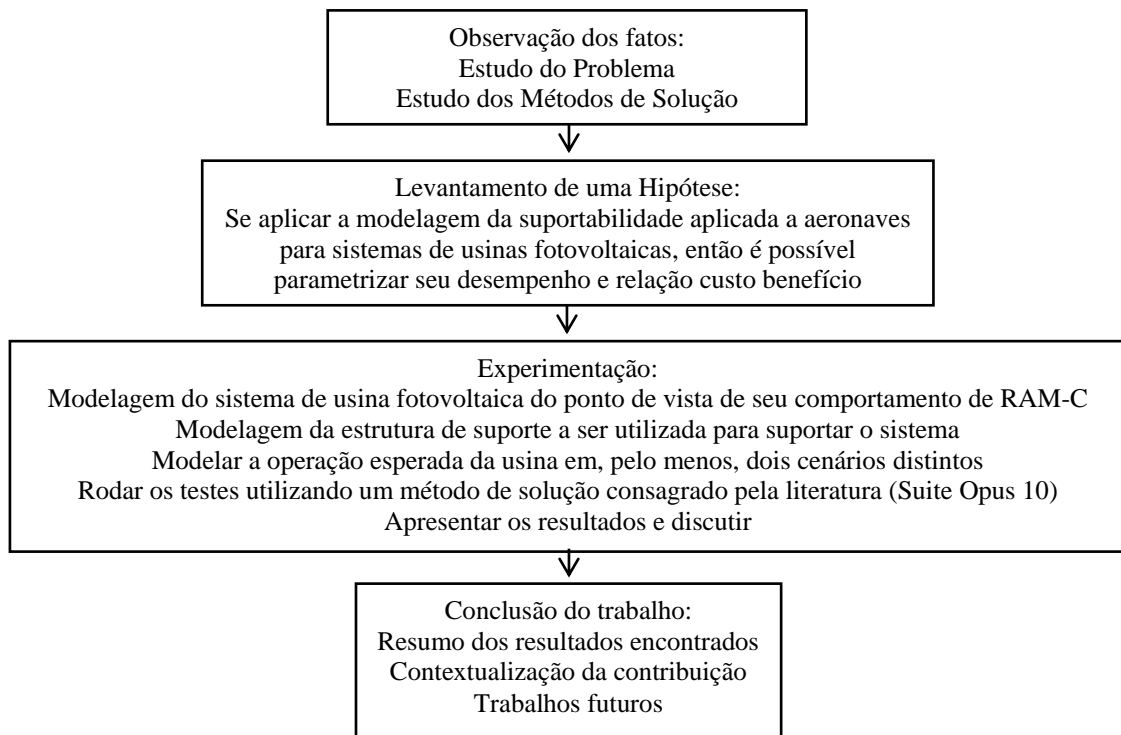 Observação dos fatos:
Estudo do Problema
Estudo dos Métodos de Solução
Levantamento de uma Hipótese:
Se aplicar a modelagem da suportabilidade aplicada a aeronaves
para sistemas de usinas fotovoltaicas, então é possível
parametrizar seu desempenho e relação custo benefício
Experimentação:
Modelagem do sistema de usina fotovoltaica do ponto de vista de seu comportamento de RAM-C
Modelagem da estrutura de suporte a ser utilizada para suportar o sistema
Modelar a operação esperada da usina em, pelo menos, dois cenários distintos
Rodar os testes utilizando um método de solução consagrado pela literatura (Suite Opus 10)
Apresentar os resultados e discutir
Conclusão do trabalho:
Resumo dos resultados encontrados
Contextualização da contribuição
Trabalhos futuros